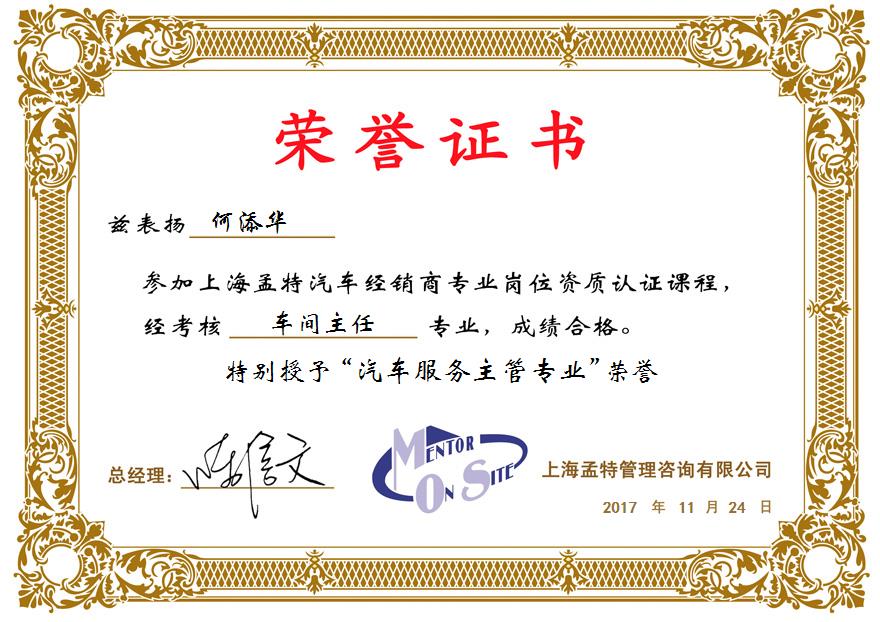 荣誉证书
兹表扬 何添华
参加上海孟特汽车经销商专业岗位资质认证课程，
经考核 车间主任 专业，成绩合格。
特别授予“汽车服务主管专业”荣誉
总经理：
MENTOR
ON SITE
上海孟特管理咨询有限公司
2017 年 11 月 24 日